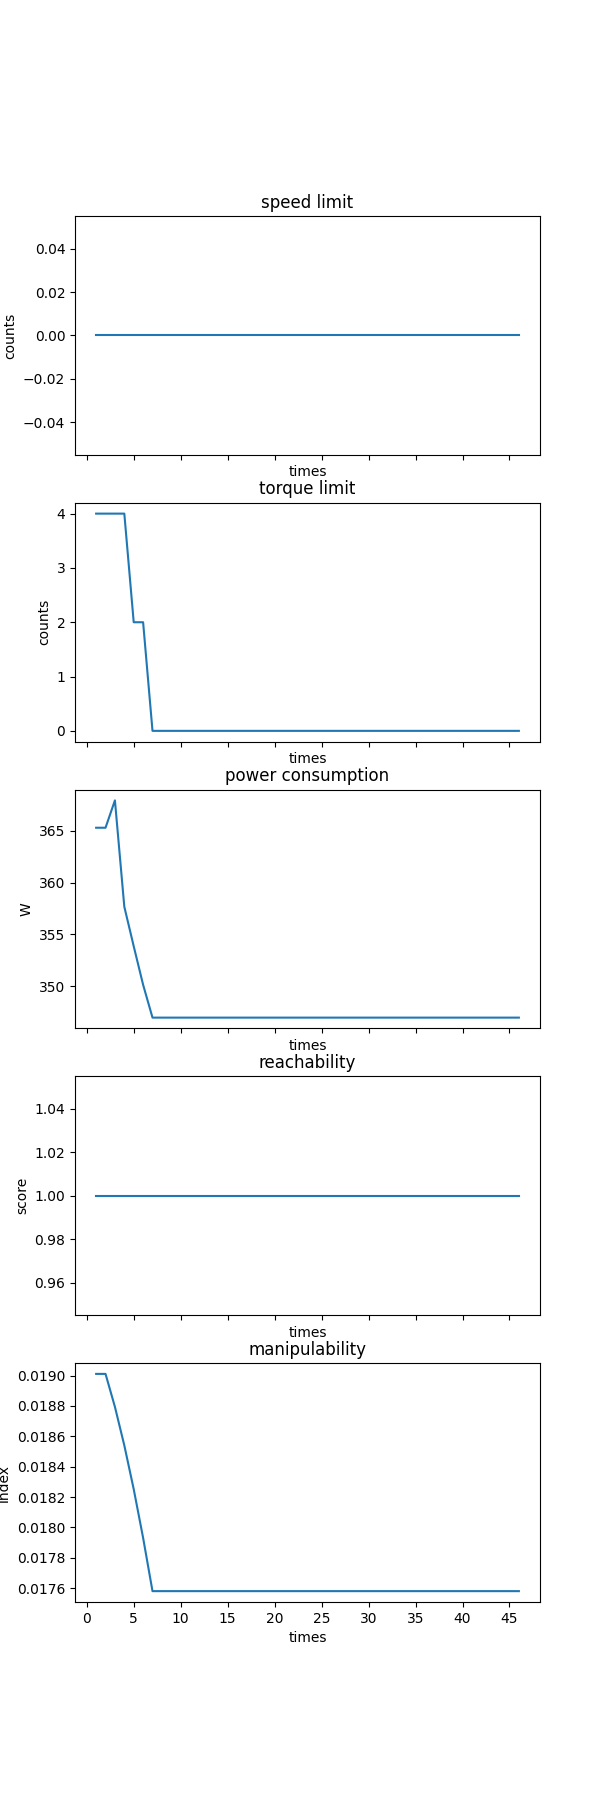 speed limit
0.04
0.02
0.00
−0.02
−0.04
counts
times
torque limit
4
3
2
1
0
counts
times
power consumption
365
360
355
350
W
times
reachability
1.04
1.02
1.00
0.98
0.96
score
times
manipulability
0.0190
0.0188
0.0186
0.0184
0.0182
0.0180
0.0178
0.0176
index
0 5 10 15 20 25 30 35 40 45
times